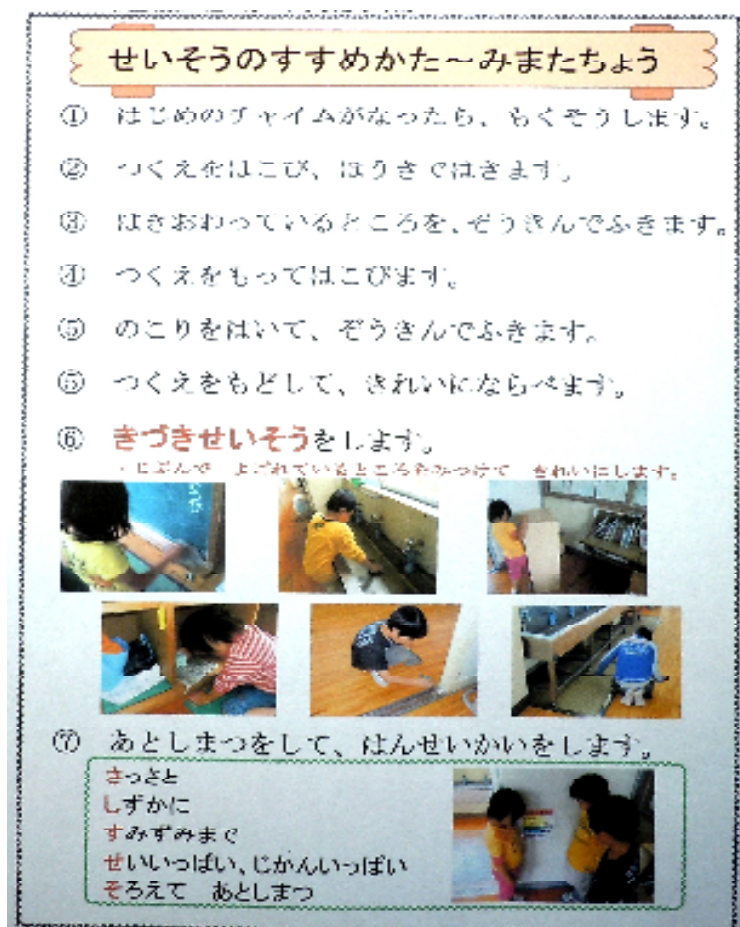 せいそうのすすめかた～みまたちょう
① はじめのチャイムがなったら、もくそうします。
② つくえをはこび、ほうきではきます。
③ はきおわっているところを、ぞうきんでふきます。
④ つくえをもってはこびます。
⑤ のこりをはいて、ぞうきんでふきます。
⑤ つくえをもどして、きれいにならべます。
⑥ きづきせいそうをします。
・じぶんで よごれているところをみつけて きれいにします。
⑦ あとしまつをして、はんせいかいをします。
さっさと
しずかに
すみずみまで
せいいっぱい、じかんいっぱい
そろえて あとしまつ